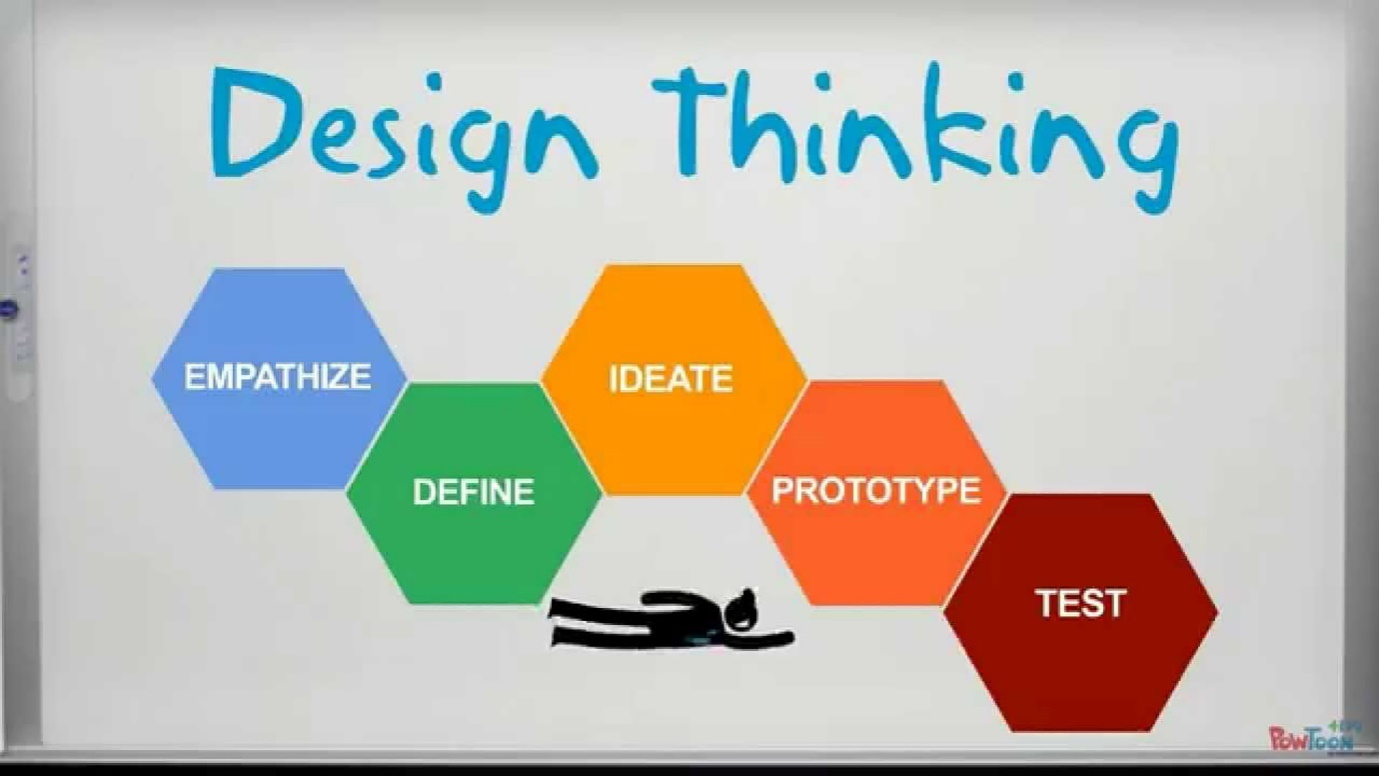 Design Thinking
EMPATHIZE
IDEATE
DEFINE
PROTOTYPE
TEST
POWTOON